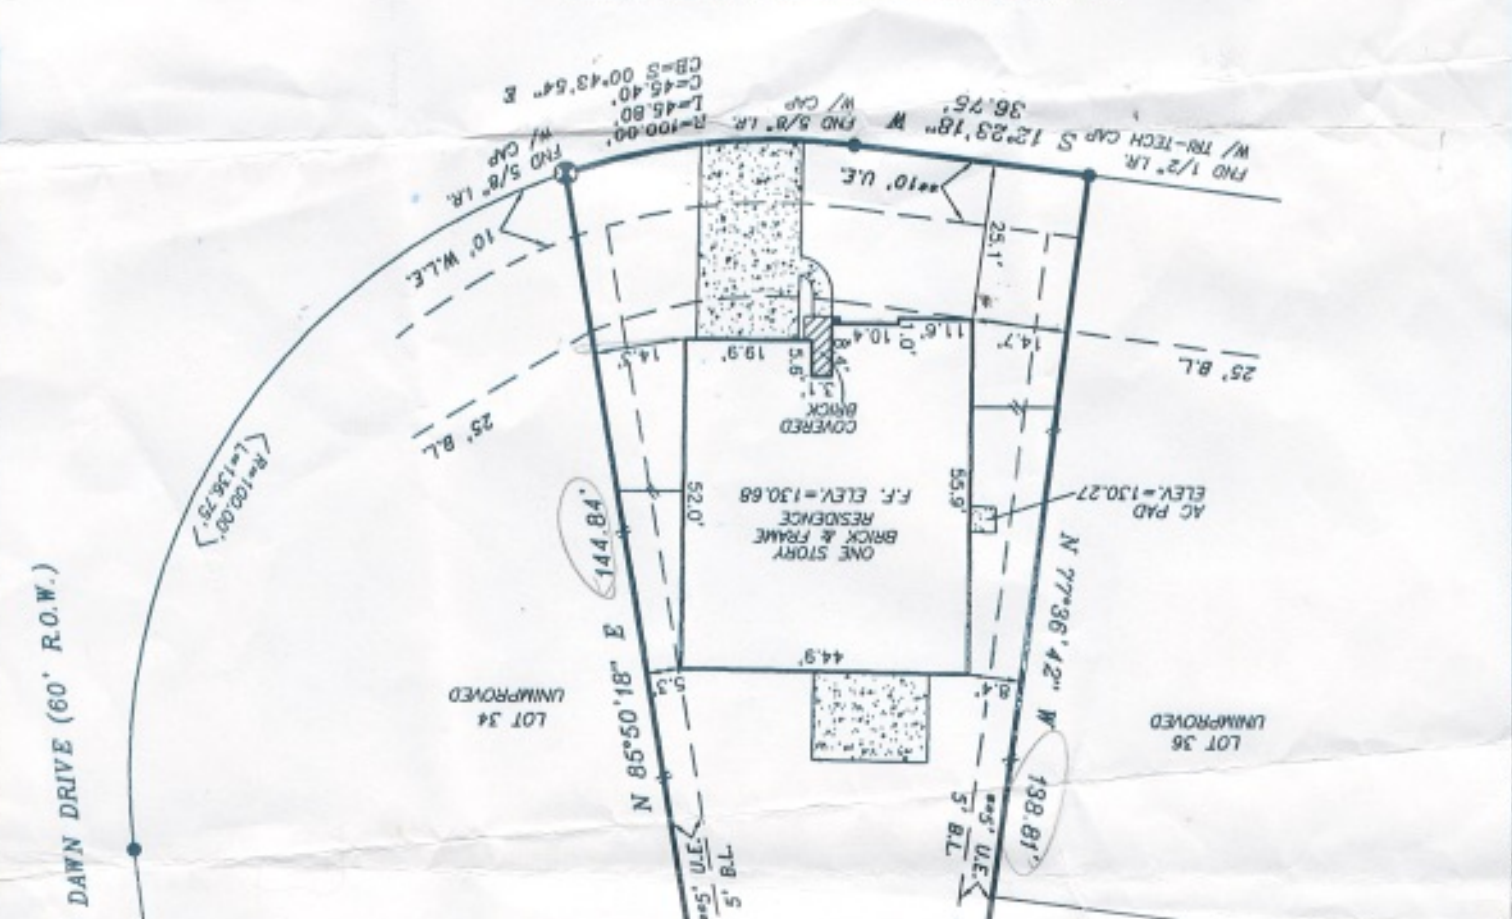 CB=S 00°43'54" E
C=45.40'
L=45.80'
R=100.00'
FND 5/8" I.R.
W/ CAP
FND 5/8" I.R.
W/ CAP
S 12°23'18" W
36.75'
FND 1/2" I.R.
W/ TRI-TECH CAP
10' W.L.E.
**10' U.E.
25.1'
25' B.L.
25' B.L.
14.3'
19.9'
5.6'
3.1'
10.4'
1.0'
11.6'
14.7'
COVERED
BRICK
(R=100.00'
L=136.75')
144.84'
52.0'
55.9'
ONE STORY
BRICK & FRAME
RESIDENCE
F.F. ELEV.=130.68
AC PAD
ELEV.=130.27
44.9'
8.4'
N 85°50'18" E
N 77°36'42" W
138.81'
LOT 34
UNIMPROVED
LOT 36
UNIMPROVED
DAWN DRIVE (60' R.O.W.)
**5' U.E.
5' B.L.
**5' U.E.
5' B.L.